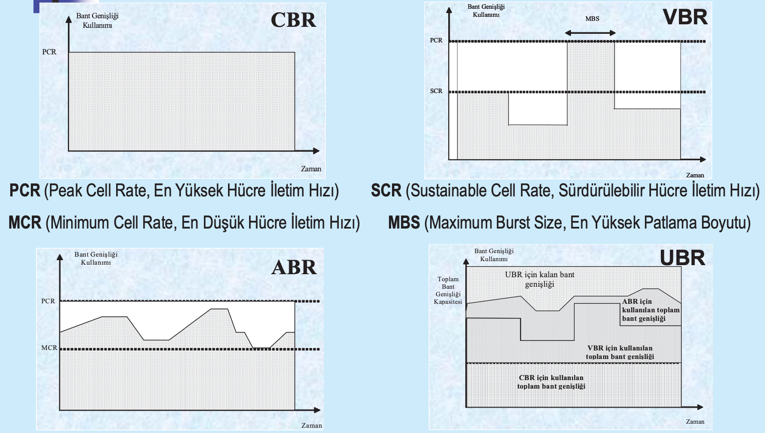 CBR
Bant Genişliği
Kullanımı
PCR
Zaman
VBR
Bant Genişliği
Kullanımı
MBS
PCR
SCR
Zaman
PCR (Peak Cell Rate, En Yüksek Hücre İletim Hızı)
SCR (Sustainable Cell Rate, Sürdürülebilir Hücre İletim Hızı)
MCR (Minimum Cell Rate, En Düşük Hücre İletim Hızı)
MBS (Maximum Burst Size, En Yüksek Patlama Boyutu)
ABR
Bant Genişliği
Kullanımı
PCR
MCR
Zaman
UBR
Bant Genişliği
Kullanımı
Toplam
Bant
Genişliği
Kapasitesi
UBR için kalan bant
genişliği
ABR için
kullanılan toplam
bant genişliği
VBR için kullanılan
toplam bant genişliği
CBR için kullanılan
toplam bant genişliği
Zaman